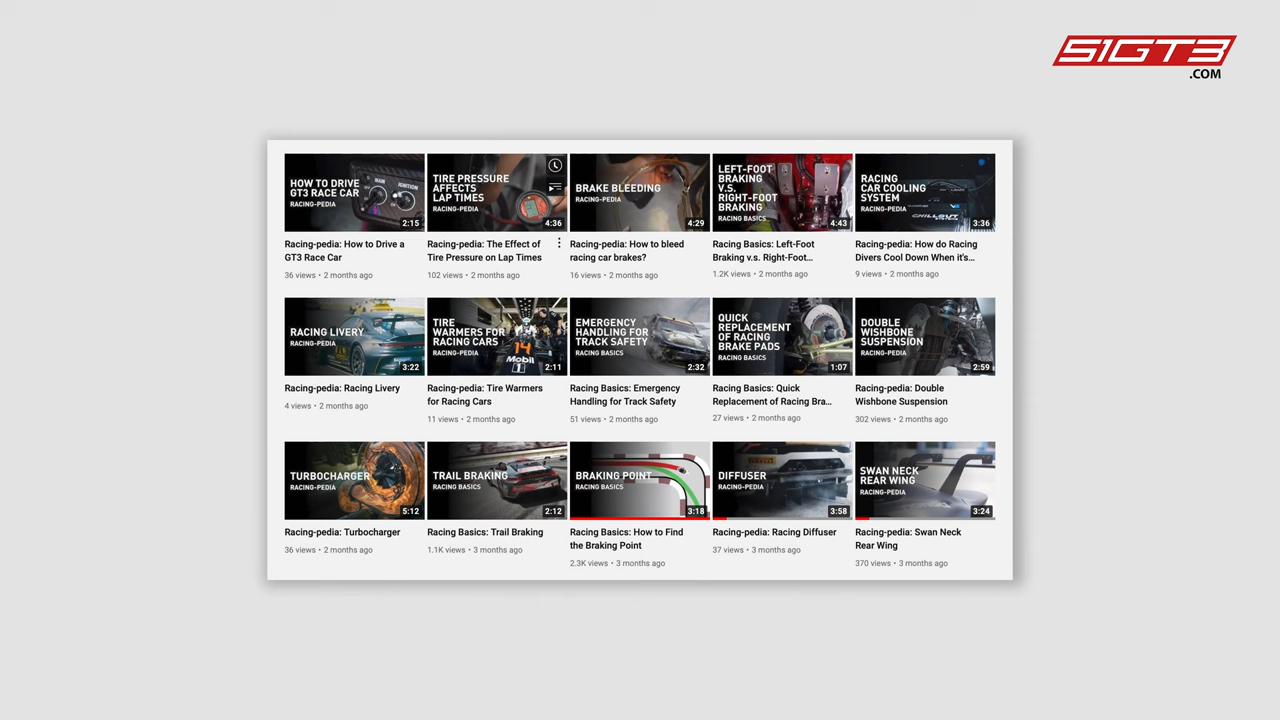 51GT3
.COM
HOW TO DRIVE
GT3 RACE CAR
RACING-PEDIA
MAIN
IGNITION
2:15
Racing-pedia: How to Drive a
GT3 Race Car
36 views • 2 months ago
TIRE PRESSURE
AFFECTS
LAP TIMES
RACING-PEDIA
4:36
Racing-pedia: The Effect of
Tire Pressure on Lap Times
102 views • 2 months ago
BRAKE BLEEDING
RACING-PEDIA
4:29
Racing-pedia: How to bleed
racing car brakes?
16 views • 2 months ago
LEFT-FOOT
BRAKING
V.S.
RIGHT-FOOT
BRAKING
RACING BASICS
4:43
Racing Basics: Left-Foot
Braking v.s. Right-Foot...
1.2K views • 2 months ago
RACING
CAR COOLING
SYSTEM
RACING-PEDIA
CHILLOUT
3:36
Racing-pedia: How do Racing
Divers Cool Down When it's...
9 views • 2 months ago
RACING LIVERY
RACING-PEDIA
3:22
Racing-pedia: Racing Livery
4 views • 2 months ago
TIRE
WARMERS FOR
RACING CARS
RACING-PEDIA
14
Mobil
1
2:11
Racing-pedia: Tire Warmers
for Racing Cars
11 views • 2 months ago
EMERGENCY
HANDLING FOR
TRACK SAFETY
RACING BASICS
2:32
Racing Basics: Emergency
Handling for Track Safety
51 views • 2 months ago
QUICK
REPLACEMENT
OF RACING
BRAKE PADS
RACING BASICS
1:07
Racing Basics: Quick
Replacement of Racing Bra...
27 views • 2 months ago
DOUBLE
WISHBONE
SUSPENSION
RACING-PEDIA
2:59
Racing-pedia: Double
Wishbone Suspension
302 views • 2 months ago
TURBOCHARGER
RACING-PEDIA
5:12
Racing-pedia: Turbocharger
36 views • 2 months ago
TRAIL BRAKING
RACING BASICS
2:12
Racing Basics: Trail Braking
1.1K views • 3 months ago
BRAKING POINT
RACING BASICS
3:18
Racing Basics: How to Find
the Braking Point
2.3K views • 3 months ago
DIFFUSER
RACING-PEDIA
3:58
Racing-pedia: Racing Diffuser
37 views • 3 months ago
SWAN NECK
REAR WING
RACING-PEDIA
3:24
Racing-pedia: Swan Neck
Rear Wing
370 views • 3 months ago